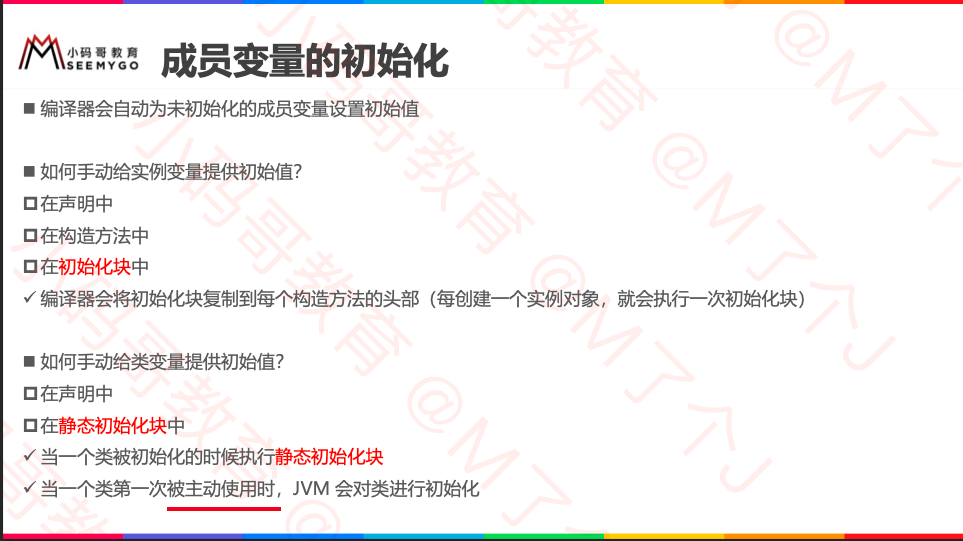 小码哥教育
SEEMYGO
成员变量的初始化
■ 编译器会自动为未初始化的成员变量设置初始值
■ 如何手动给实例变量提供初始值?
□ 在声明中
□ 在构造方法中
□ 在初始化块中
✓ 编译器会将初始化块复制到每个构造方法的头部（每创建一个实例对象，就会执行一次初始化块）
■ 如何手动给类变量提供初始值?
□ 在声明中
□ 在静态初始化块中
✓ 当一个类被初始化的时候执行静态初始化块
✓ 当一个类第一次被主动使用时，JVM 会对类进行初始化
小码哥教育 @M了个J
小码哥教育 @M了个J